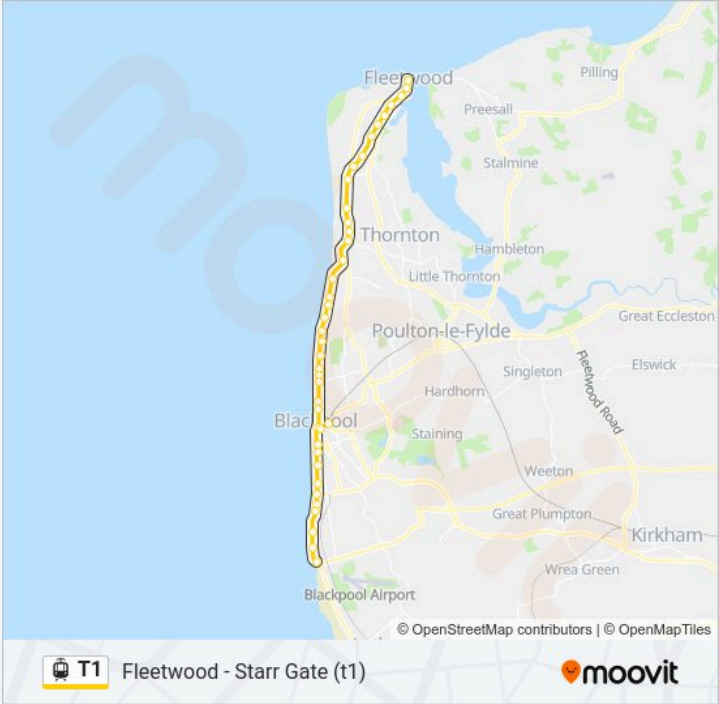 Fleetwood
Pilling
Preesall
Stalmine
Thornton
Hambleton
Little Thornton
Great Eccleston
Poulton-le-Fylde
Fleetwood Road
Singleton
Elswick
Hardhorn
Blackpool
Staining
Weeton
Great Plumpton
Kirkham
Wrea Green
Blackpool Airport
© OpenStreetMap contributors | © OpenMapTiles
T1 Fleetwood - Starr Gate (t1)
moovit
moovit